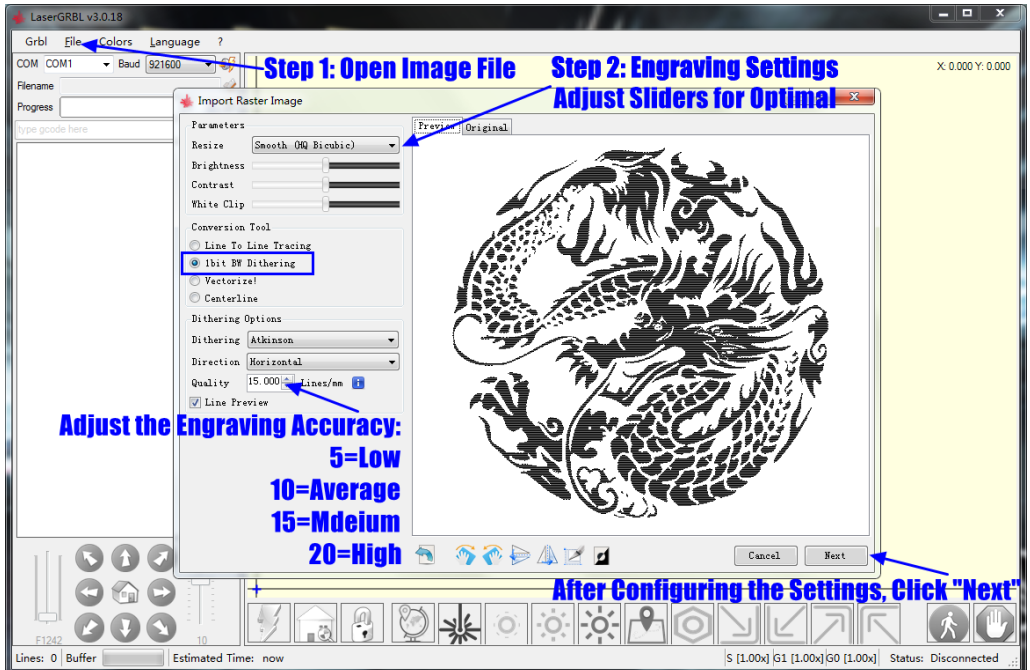 LaserGRBL v3.0.18
Grbl File Colors Language ?
COM COM1 Baud 921600
Step 1: Open Image File
Step 2: Engraving Settings
Adjust Sliders for Optimal
X: 0.000 Y: 0.000
Filename
Progress
type gcode here
Import Raster Image
Parameters
Resize Smooth (HQ Bicubic)
Brightness
Contrast
White Clip
Preview Original
Conversion Tool
Line To Line Tracing
1bit BW Dithering
Vectorize!
Centerline
Dithering Options
Dithering Atkinson
Direction Horizontal
Quality 15.000 Lines/mm
Line Preview
Adjust the Engraving Accuracy:
5=Low
10=Average
15=Mdeium
20=High
Cancel Next
After Configuring the Settings, Click "Next"
F1242
10
Lines: 0 Buffer Estimated Time: now
S [1.00x] G1 [1.00x] G0 [1.00x] Status: Disconnected